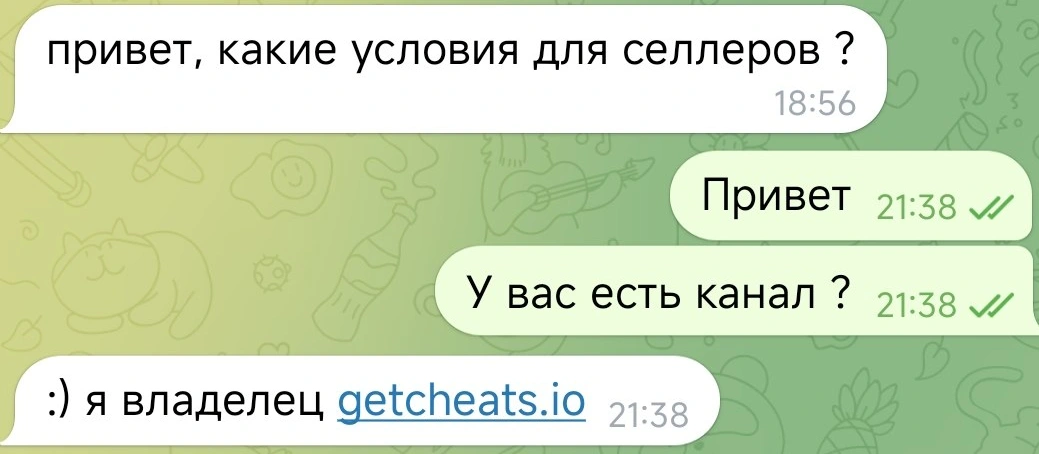 привет, какие условия для селлеров ?
18:56
Привет 21:38
У вас есть канал ? 21:38
:) я владелец getcheats.io 21:38